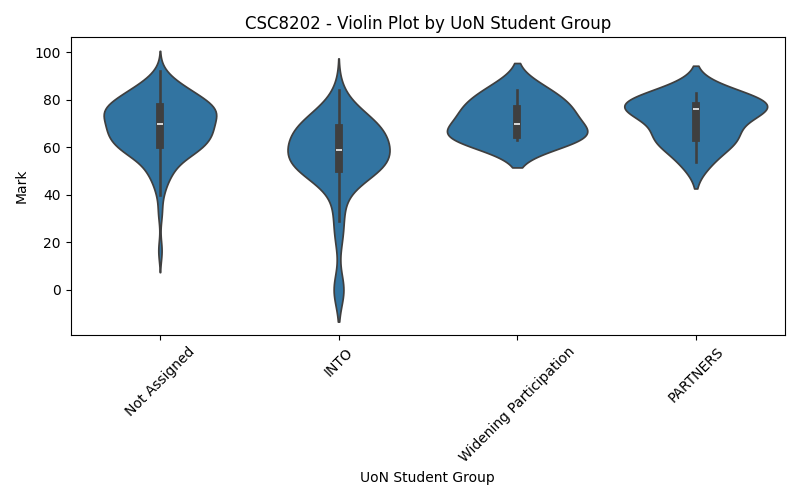 CSC8202 - Violin Plot by UoN Student Group
100
80
60
40
20
0
Mark
Not Assigned
INTO
Widening Participation
PARTNERS
UoN Student Group